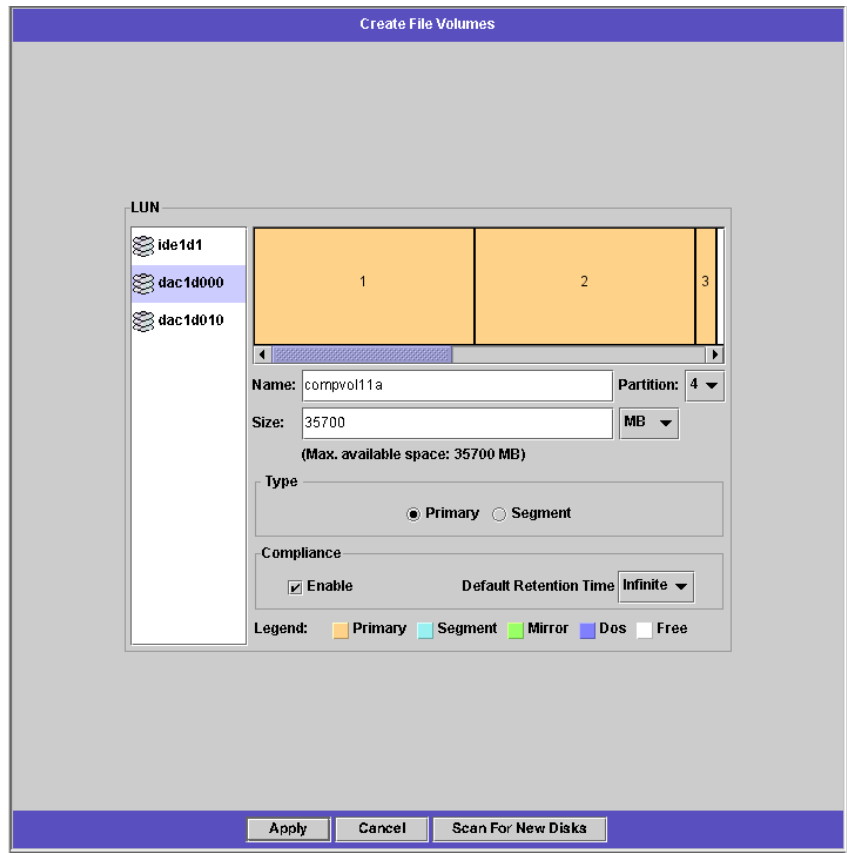 Create File Volumes
LUN
ide1d1
dac1d000
dac1d010
1 2 3
Name: compvol11a Partition: 4
Size: 35700 MB
(Max. available space: 35700 MB)
Type
Primary Segment
Compliance
Enable Default Retention Time Infinite
Legend: Primary Segment Mirror Dos Free
Apply Cancel Scan For New Disks